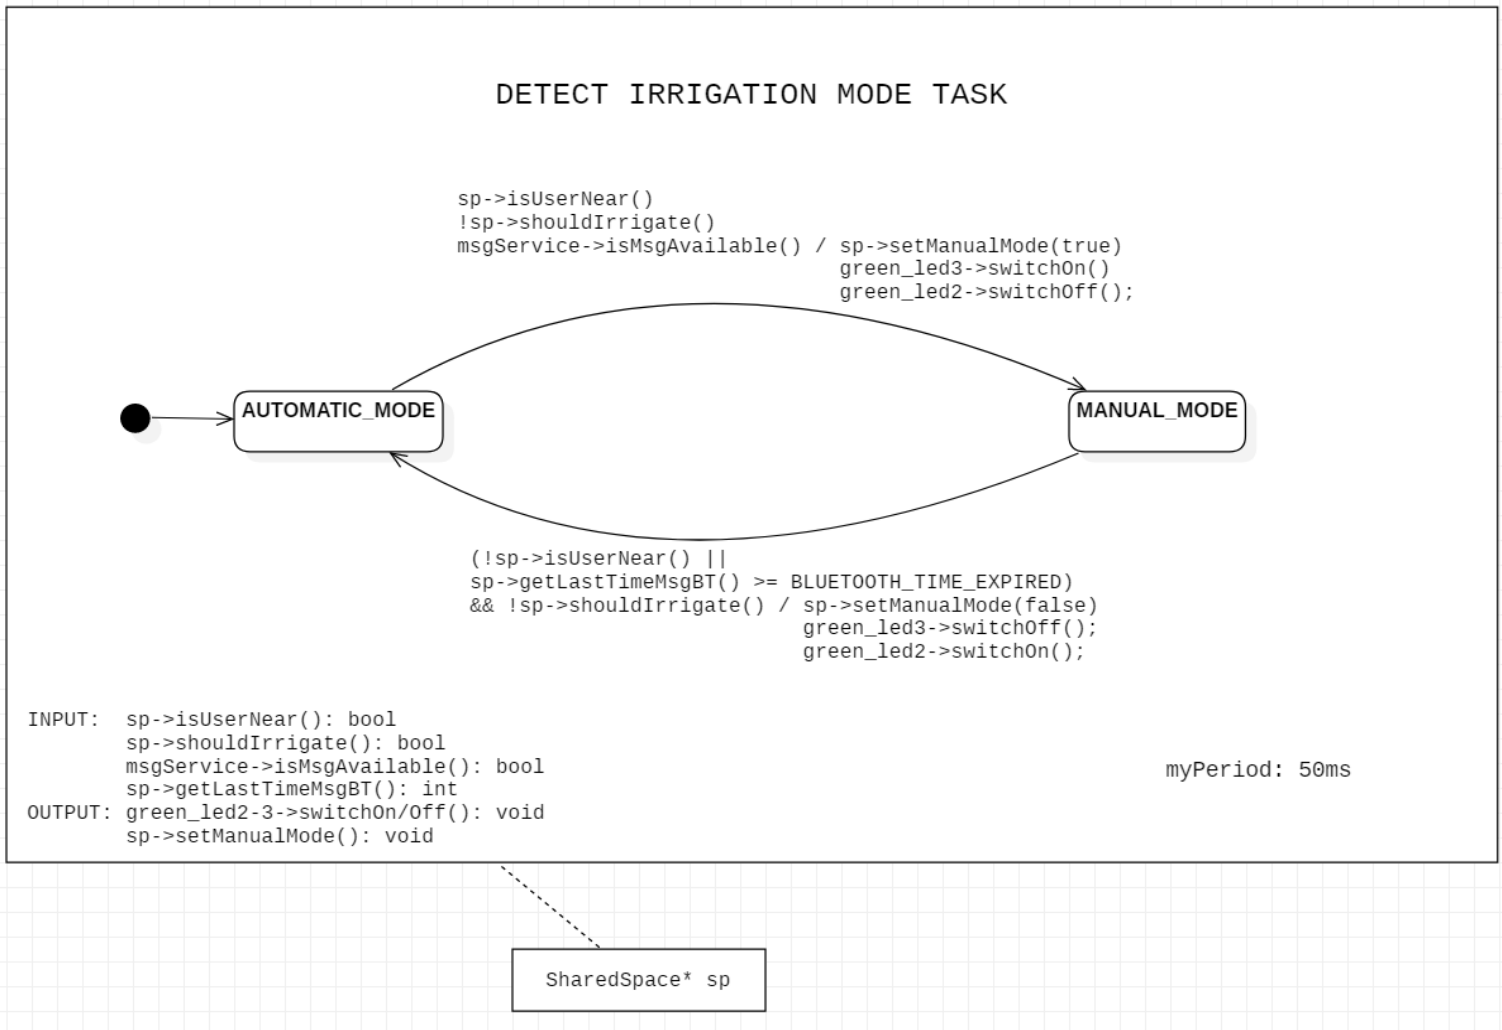 DETECT IRRIGATION MODE TASK
sp->isUserNear()
!sp->shouldIrrigate()
msgService->isMsgAvailable() / sp->setManualMode(true)
green_led3->switchOn()
green_led2->switchOff();
AUTOMATIC_MODE
MANUAL_MODE
(!sp->isUserNear() ||
sp->getLastTimeMsgBT() >= BLUETOOTH_TIME_EXPIRED)
&& !sp->shouldIrrigate() / sp->setManualMode(false)
green_led3->switchOff();
green_led2->switchOn();
INPUT: sp->isUserNear(): bool
sp->shouldIrrigate(): bool
msgService->isMsgAvailable(): bool
sp->getLastTimeMsgBT(): int
OUTPUT: green_led2-3->switchOn/Off(): void
sp->setManualMode(): void
myPeriod: 50ms
SharedSpace* sp